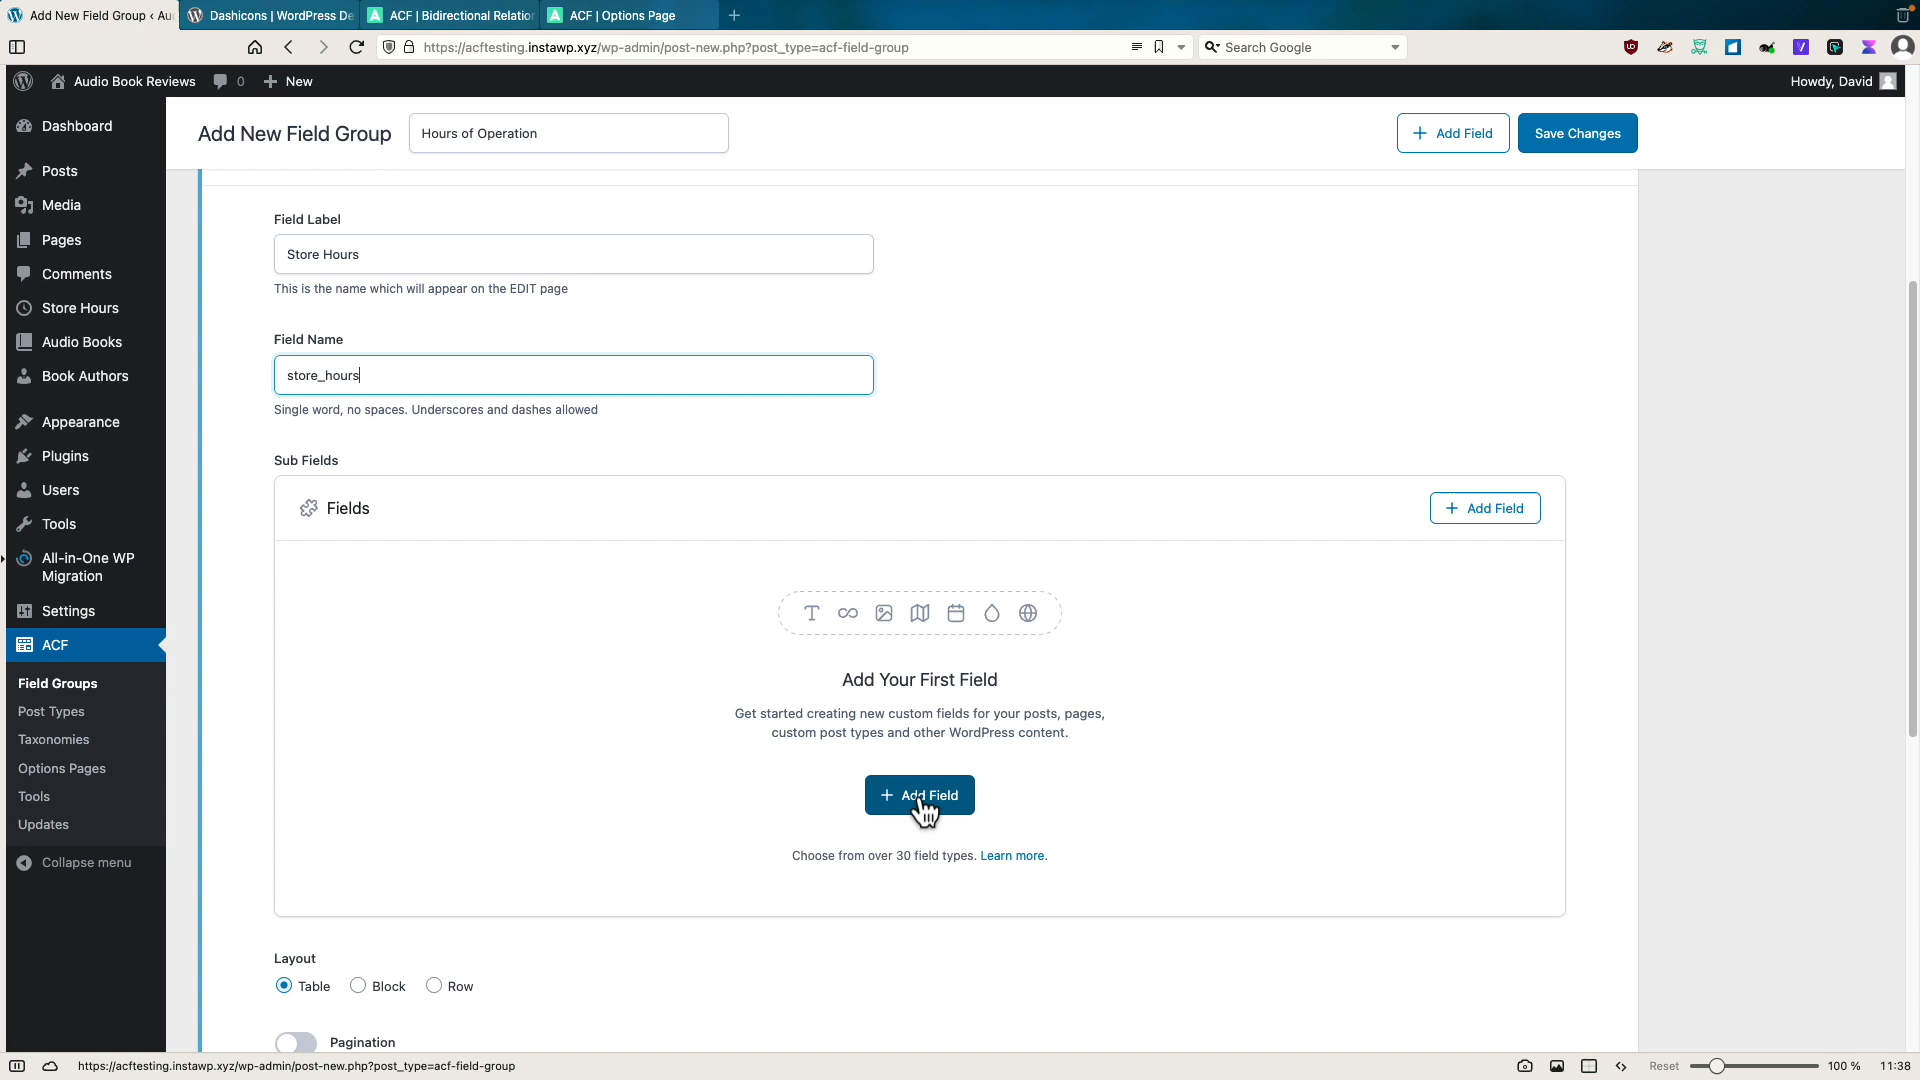 Add New Field Group ‹ Au
Dashicons | WordPress De
ACF | Bidirectional Relation
ACF | Options Page
https://acftesting.instawp.xyz/wp-admin/post-new.php?post_type=acf-field-group
Search Google
Audio Book Reviews
0
New
Howdy, David
Dashboard
Posts
Media
Pages
Comments
Store Hours
Audio Books
Book Authors
Appearance
Plugins
Users
Tools
All-in-One WP
Migration
Settings
ACF
Field Groups
Post Types
Taxonomies
Options Pages
Tools
Updates
Collapse menu
Add New Field Group
Hours of Operation
+ Add Field
Save Changes
Field Label
Store Hours
This is the name which will appear on the EDIT page
Field Name
store_hours
Single word, no spaces. Underscores and dashes allowed
Sub Fields
Fields
+ Add Field
Add Your First Field
Get started creating new custom fields for your posts, pages,
custom post types and other WordPress content.
+ Add Field
Choose from over 30 field types. Learn more.
Layout
Table
Block
Row
Pagination
https://acftesting.instawp.xyz/wp-admin/post-new.php?post_type=acf-field-group
Reset
100 %
11:38